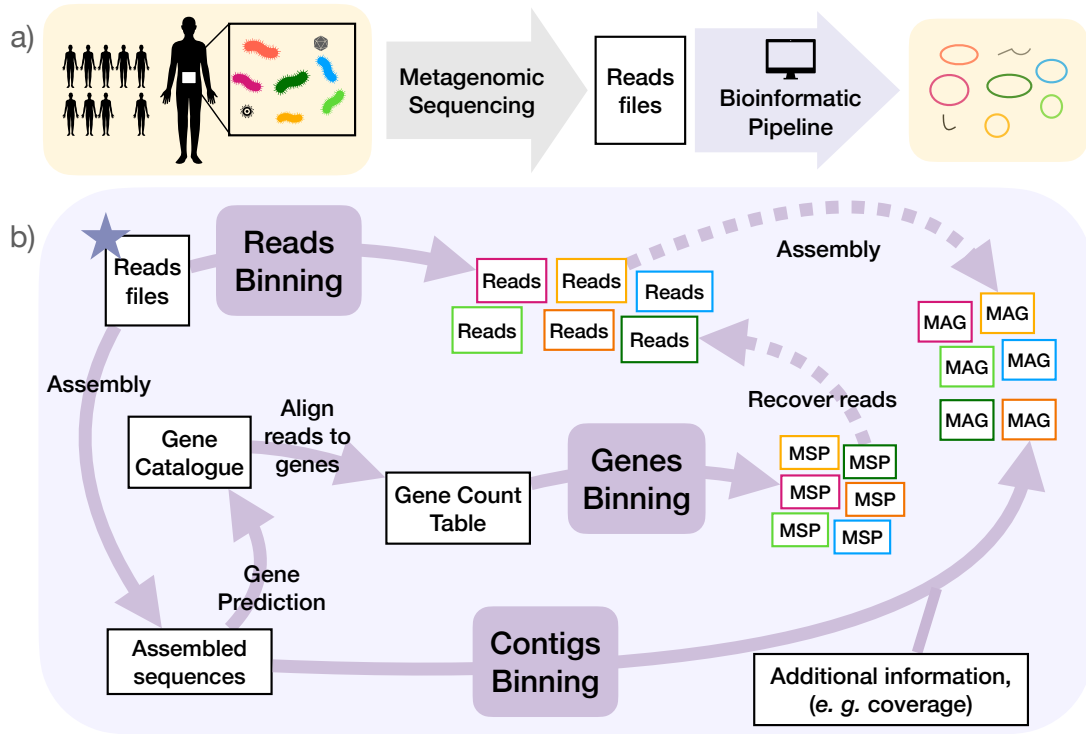 a)
Metagenomic
Sequencing
Reads
files
Bioinformatic
Pipeline
b)
Reads
files
Reads
Binning
Reads
Reads
Reads
Reads
Reads
Reads
Assembly
MAG
MAG
MAG
MAG
MAG
MAG
Assembly
Recover reads
Gene
Catalogue
Align
reads to
genes
Gene Count
Table
Genes
Binning
MSP
MSP
MSP
MSP
MSP
MSP
Gene
Prediction
Assembled
sequences
Contigs
Binning
Additional information,
(e. g. coverage)